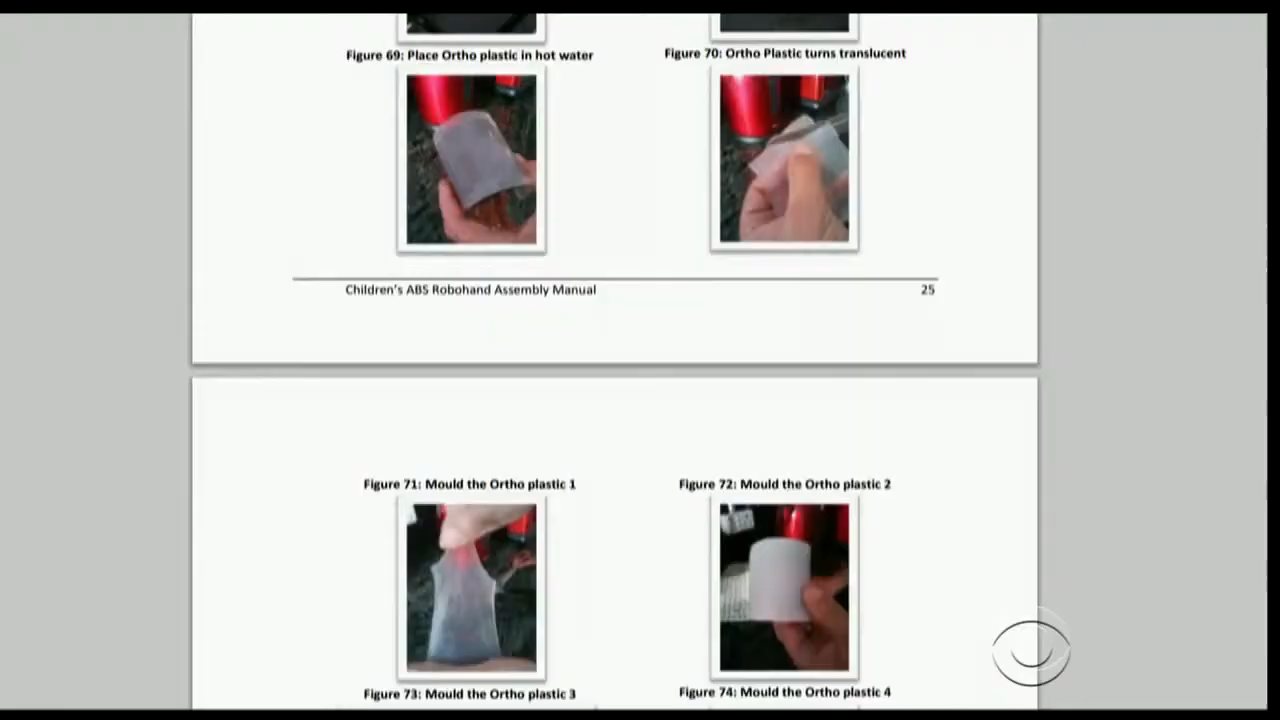 Figure 69: Place Ortho plastic in hot water
Figure 70: Ortho Plastic turns translucent
Children's ABS Robohand Assembly Manual
25
Figure 71: Mould the Ortho plastic 1
Figure 72: Mould the Ortho plastic 2
Figure 73: Mould the Ortho plastic 3
Figure 74: Mould the Ortho plastic 4